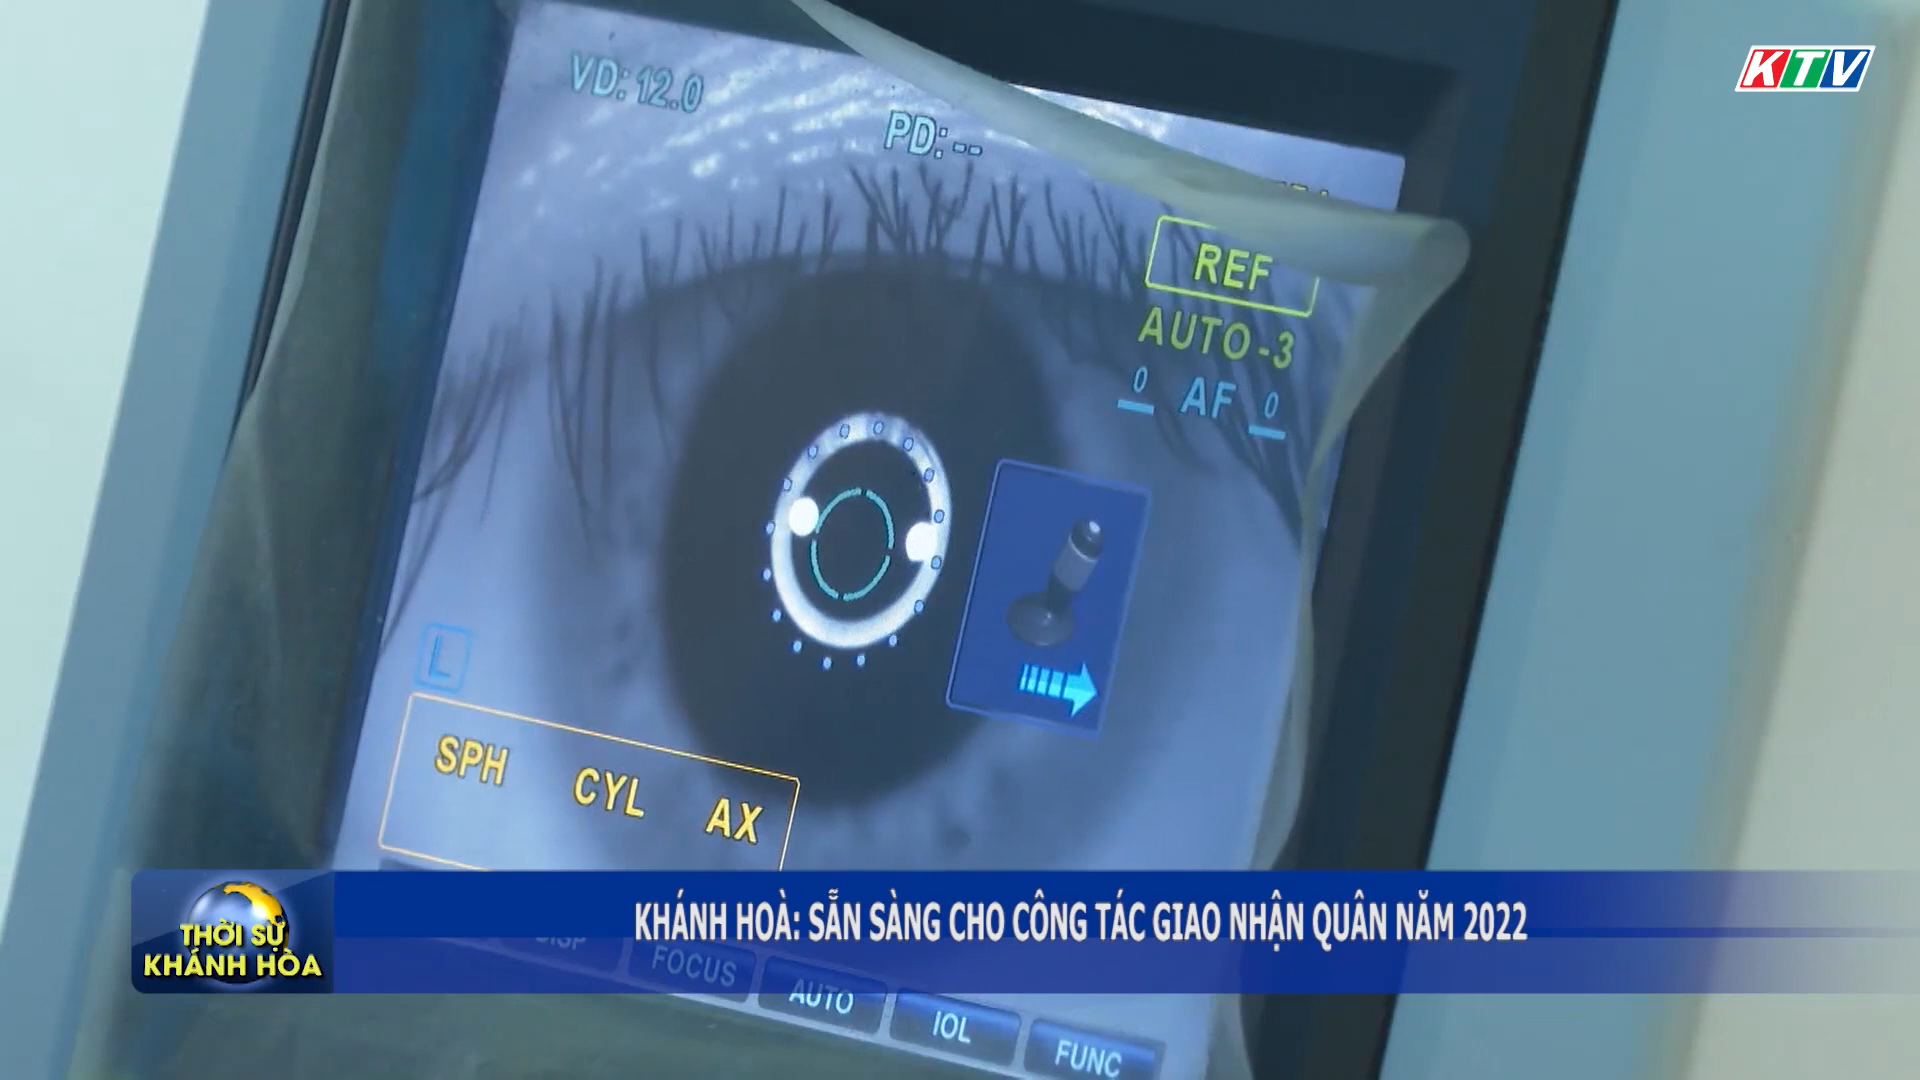 KTV
VD: 12.0
PD: --
REF
AUTO -3
0 AF 0
L
SPH CYL AX
KHÁNH HOÀ: SẴN SÀNG CHO CÔNG TÁC GIAO NHẬN QUÂN NĂM 2022
THỜI SỰ
KHÁNH HÒA
DISP
FOCUS
AUTO
IOL
FUNC